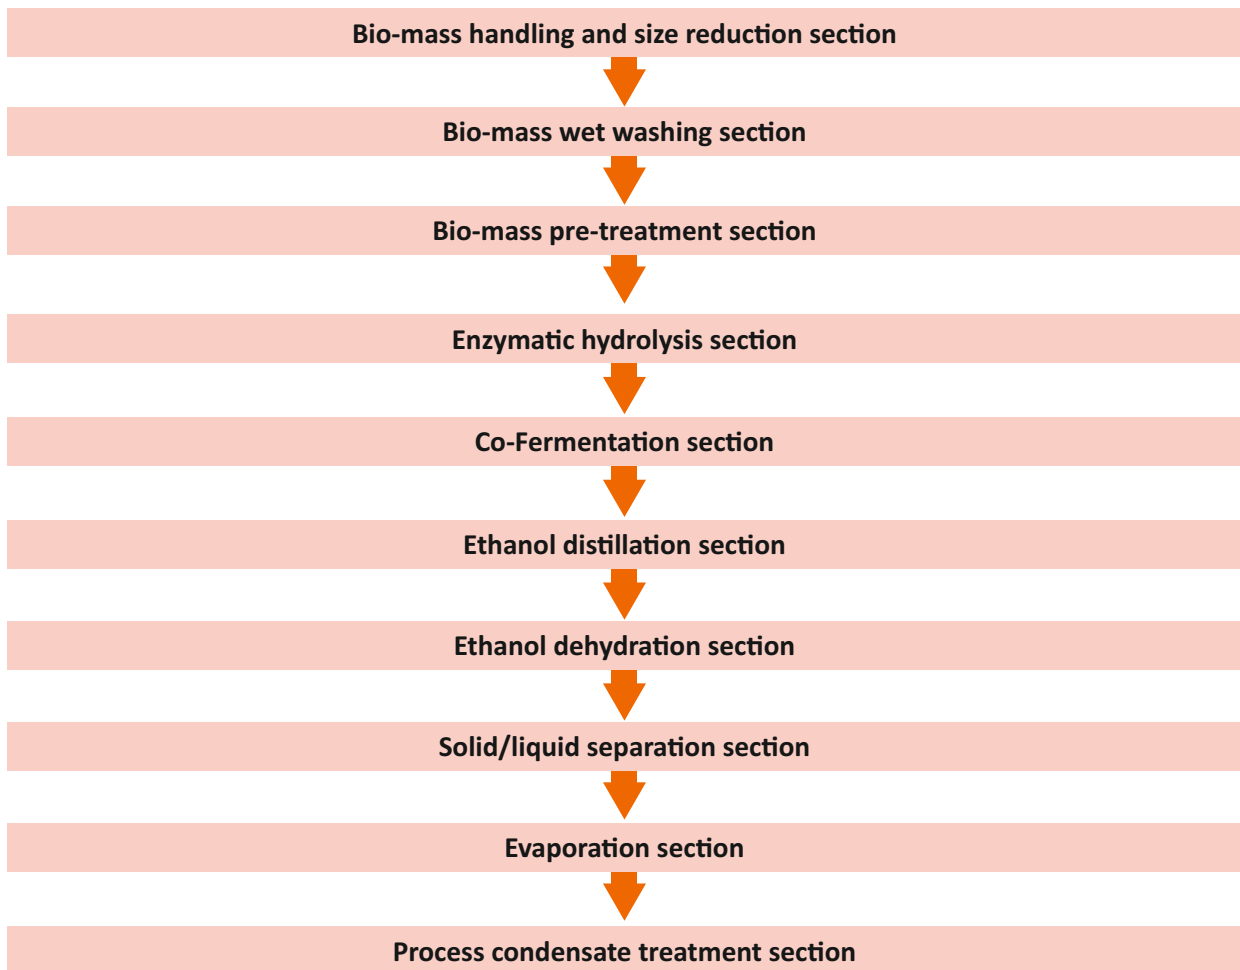 Bio-mass handling and size reduction section
Bio-mass wet washing section
Bio-mass pre-treatment section
Enzymatic hydrolysis section
Co-Fermentation section
Ethanol distillation section
Ethanol dehydration section
Solid/liquid separation section
Evaporation section
Process condensate treatment section